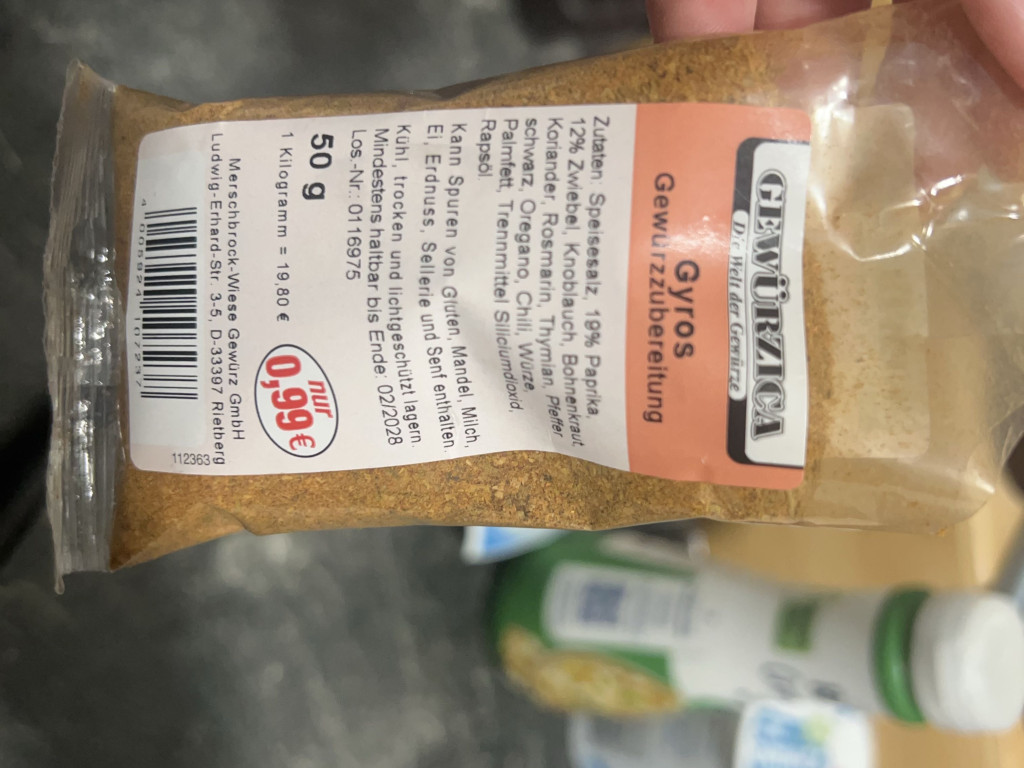 GEWÜRZICA
Die Welt der Gewürze
Gyros
Gewürzzubereitung
Zutaten: Speisesalz, 19% Paprika,
12% Zwiebel, Knoblauch, Bohnenkraut,
Koriander, Rosmarin, Thymian, Pfeffer
schwarz, Oregano, Chili, Würze,
Palmfett, Trennmittel Siliciumdioxid,
Rapsöl.
Kann Spuren von Gluten, Mandel, Milch,
Ei, Erdnuss, Sellerie und Senf enthalten.
Kühl, trocken und lichtgeschützt lagern.
Mindestens haltbar bis Ende: 02/2028
Los.-Nr.: 0116975
50 g
nur
0,99 €
1 Kilogramm = 19,80 €
Merschbrock-Wiese Gewürz GmbH
Ludwig-Erhard-Str. 3-5, D-33397 Rietberg
112363
4 005824 107237